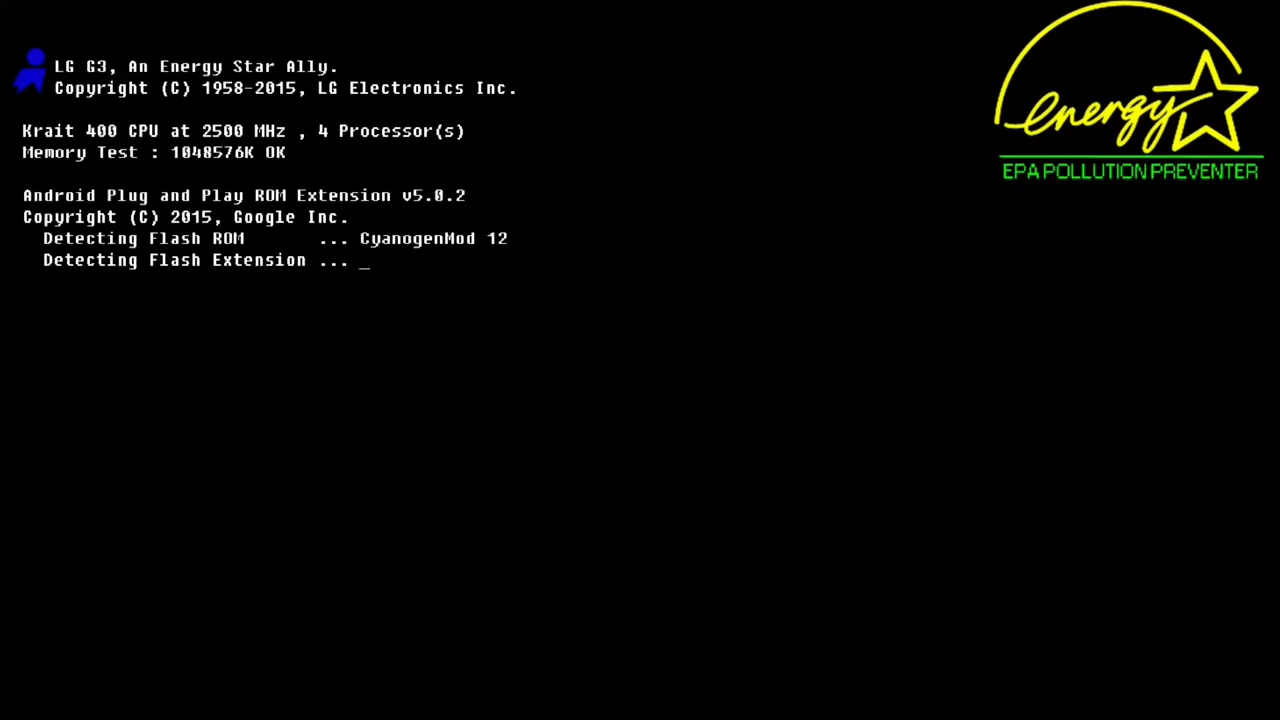 LG G3, An Energy Star Ally.
Copyright (C) 1958-2015, LG Electronics Inc.
Krait 400 CPU at 2500 MHz , 4 Processor(s)
Memory Test : 1048576K OK
Android Plug and Play ROM Extension v5.0.2
Copyright (C) 2015, Google Inc.
Detecting Flash ROM ... CyanogenMod 12
Detecting Flash Extension ... _
energy
EPA POLLUTION PREVENTER